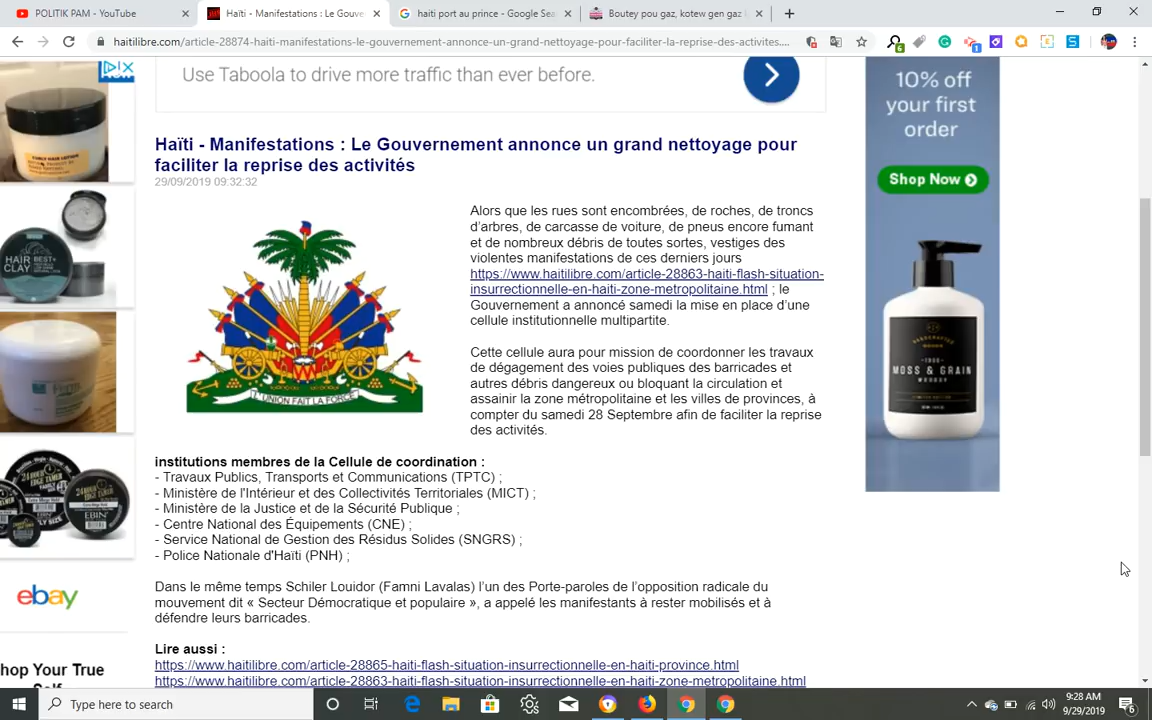 POLITIK PAM - YouTube
Haïti - Manifestations : Le Gouve
haiti port au prince - Google Sea
Boutey pou gaz, kotew gen gaz
haitilibre.com/article-28874-haiti-manifestations-le-gouvernement-annonce-un-grand-nettoyage-pour-faciliter-la-reprise-des-activites....
6
1
Use Taboola to drive more traffic than ever before.
10% off
your first
order
Shop Now
Haïti - Manifestations : Le Gouvernement annonce un grand nettoyage pour
faciliter la reprise des activités
29/09/2019 09:32:32
Alors que les rues sont encombrées, de roches, de troncs
d'arbres, de carcasse de voiture, de pneus encore fumant
et de nombreux débris de toutes sortes, vestiges des
violentes manifestations de ces derniers jours
https://www.haitilibre.com/article-28863-haiti-flash-situation-
insurrectionnelle-en-haiti-zone-metropolitaine.html ; le
Gouvernement a annoncé samedi la mise en place d'une
cellule institutionnelle multipartite.
Cette cellule aura pour mission de coordonner les travaux
de dégagement des voies publiques des barricades et
autres débris dangereux ou bloquant la circulation et
assainir la zone métropolitaine et les villes de provinces, à
compter du samedi 28 Septembre afin de faciliter la reprise
des activités.
L'UNION FAIT LA FORCE
HAIR
CLAY
BEST+
MOSS & GRAIN
24 HOUR
EDGE TAMER
EBIN
institutions membres de la Cellule de coordination :
- Travaux Publics, Transports et Communications (TPTC) ;
- Ministère de l'Intérieur et des Collectivités Territoriales (MICT) ;
- Ministère de la Justice et de la Sécurité Publique ;
- Centre National des Équipements (CNE) ;
- Service National de Gestion des Résidus Solides (SNGRS) ;
- Police Nationale d'Haïti (PNH) ;
Dans le même temps Schiler Louidor (Famni Lavalas) l'un des Porte-paroles de l'opposition radicale du
mouvement dit « Secteur Démocratique et populaire », a appelé les manifestants à rester mobilisés et à
défendre leurs barricades.
Lire aussi :
https://www.haitilibre.com/article-28865-haiti-flash-situation-insurrectionnelle-en-haiti-province.html
https://www.haitilibre.com/article-28863-haiti-flash-situation-insurrectionnelle-en-haiti-zone-metropolitaine.html
ebay
hop Your True
Self
Type here to search
9:28 AM
9/29/2019
6